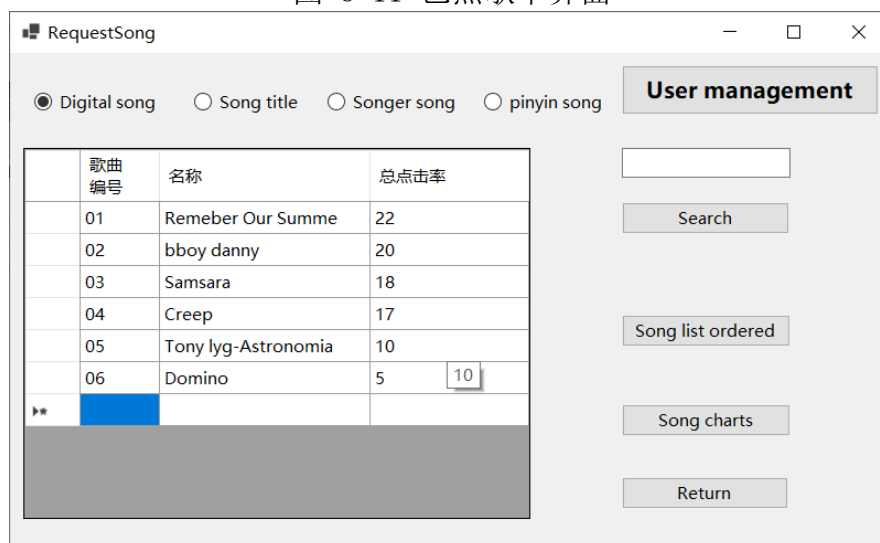 RequestSong
Digital song Song title Songer song pinyin song
User management
歌曲编号 名称 总点击率
01 Remeber Our Summe 22
02 bboy danny 20
03 Samsara 18
04 Creep 17
05 Tony lyg-Astronomia 10
06 Domino 5
10
Search
Song list ordered
Song charts
Return